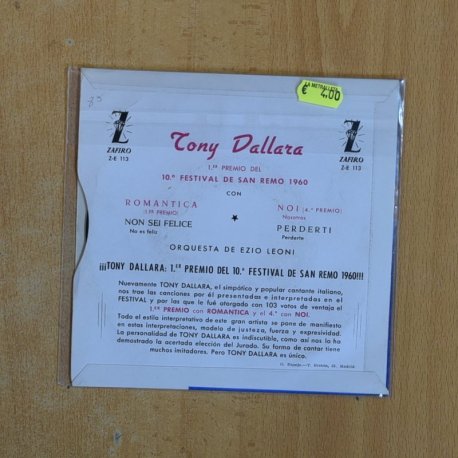 LA METRALLETA
€ 4,00
Z
ZAFIRO
Z-E 113
Z
ZAFIRO
Z-E 113
Tony Dallara
1.er PREMIO DEL
10.º FESTIVAL DE SAN REMO 1960
CON
ROMANTICA
(1.er PREMIO)
NON SEI FELICE
No es feliz
NOI (4.º PREMIO)
Nosotros
PERDERTI
Perderte
ORQUESTA DE EZIO LEONI
¡¡¡TONY DALLARA: 1.er PREMIO DEL 10.º FESTIVAL DE SAN REMO 1960!!!
Nuevamente TONY DALLARA, el simpático y popular cantante italiano,
nos trae las canciones por él presentadas e interpretadas en el
FESTIVAL y por las que le fué otorgado con 103 votos de ventaja el
1.er PREMIO con ROMANTICA y el 4.º con NOI.
Todo el estilo interpretativo de este gran artista se pone de manifiesto
en estas interpretaciones, modelo de justeza, fuerza y expresividad.
La personalidad de TONY DALLARA es indiscutible, como así nos lo ha
demostrado la acertada elección del Jurado. Su forma de cantar tiene
muchos imitadores. Pero TONY DALLARA es único.
Madrid